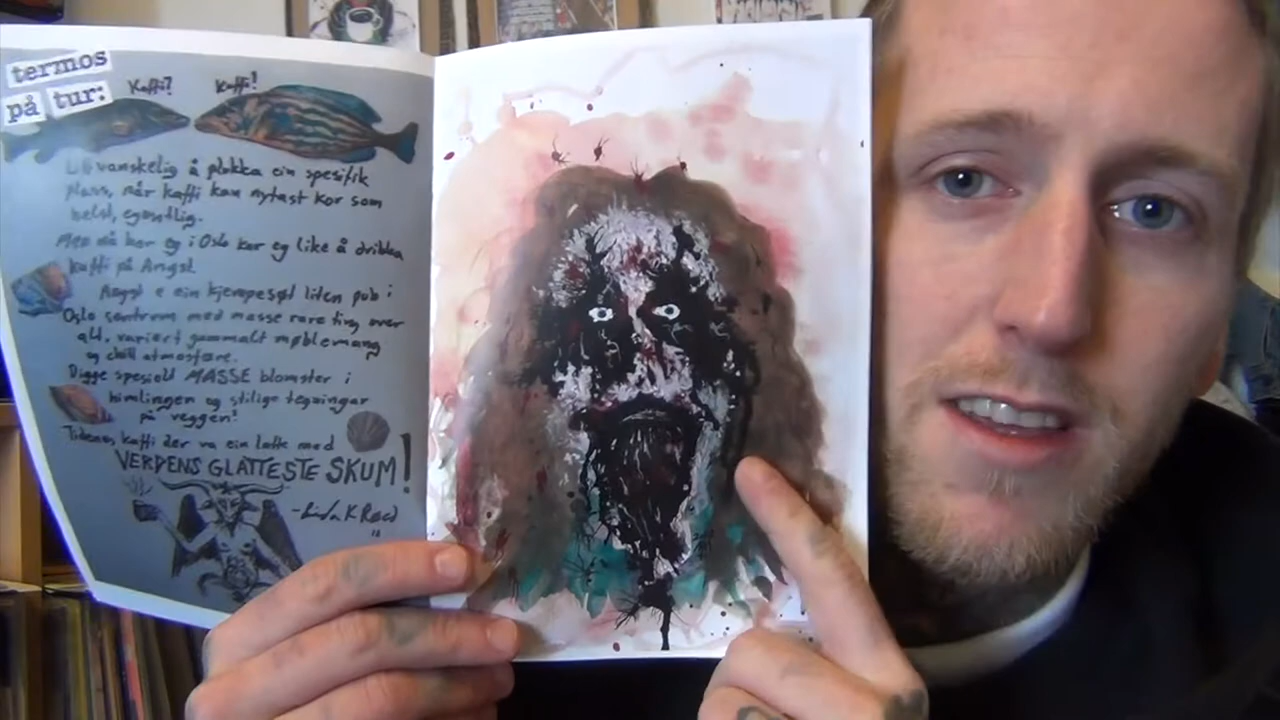 termos
på tur:
Kaffi? Kaffi!
vanskelig å plukka ein spesifik
plass, når kaffi kan nytast kor som
helst, egentlig.
Men då bor eg i Oslo kor eg like å drikka
kaffi på Angst.
Angst e ein kjempesøt liten pub i
Oslo sentrum med masse rare ting over
alt, variert gammalt møblemang
og chill atmosfære.
Digge spesielt MASSE blomster i
himlingen og stilige tegningar
på veggen!
Tidenes kaffi der va ein latte med
VERDENS GLATTESTE SKUM!